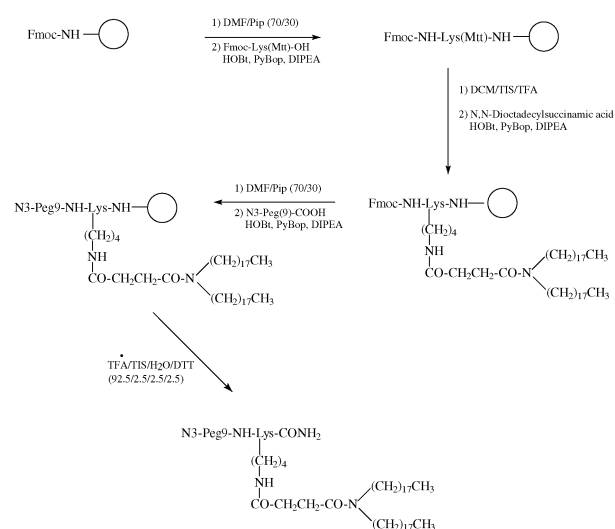 Fmoc-NH
1) DMF/Pip (70/30)
2) Fmoc-Lys(Mtt)-OH
HOBt, PyBop, DIPEA
Fmoc-NH-Lys(Mtt)-NH
1) DCM/TIS/TFA
2) N,N-Dioctadecylsuccinamic acid
HOBt, PyBop, DIPEA
Fmoc-NH-Lys-NH
(CH2)4
NH
CO-CH2CH2-CO-N
(CH2)17CH3
(CH2)17CH3
1) DMF/Pip (70/30)
2) N3-Peg(9)-COOH
HOBt, PyBop, DIPEA
N3-Peg9-NH-Lys-NH
(CH2)4
NH
CO-CH2CH2-CO-N
(CH2)17CH3
(CH2)17CH3
TFA/TIS/H2O/DTT
(92.5/2.5/2.5/2.5)
N3-Peg9-NH-Lys-CONH2
(CH2)4
NH
CO-CH2CH2-CO-N
(CH2)17CH3
(CH2)17CH3